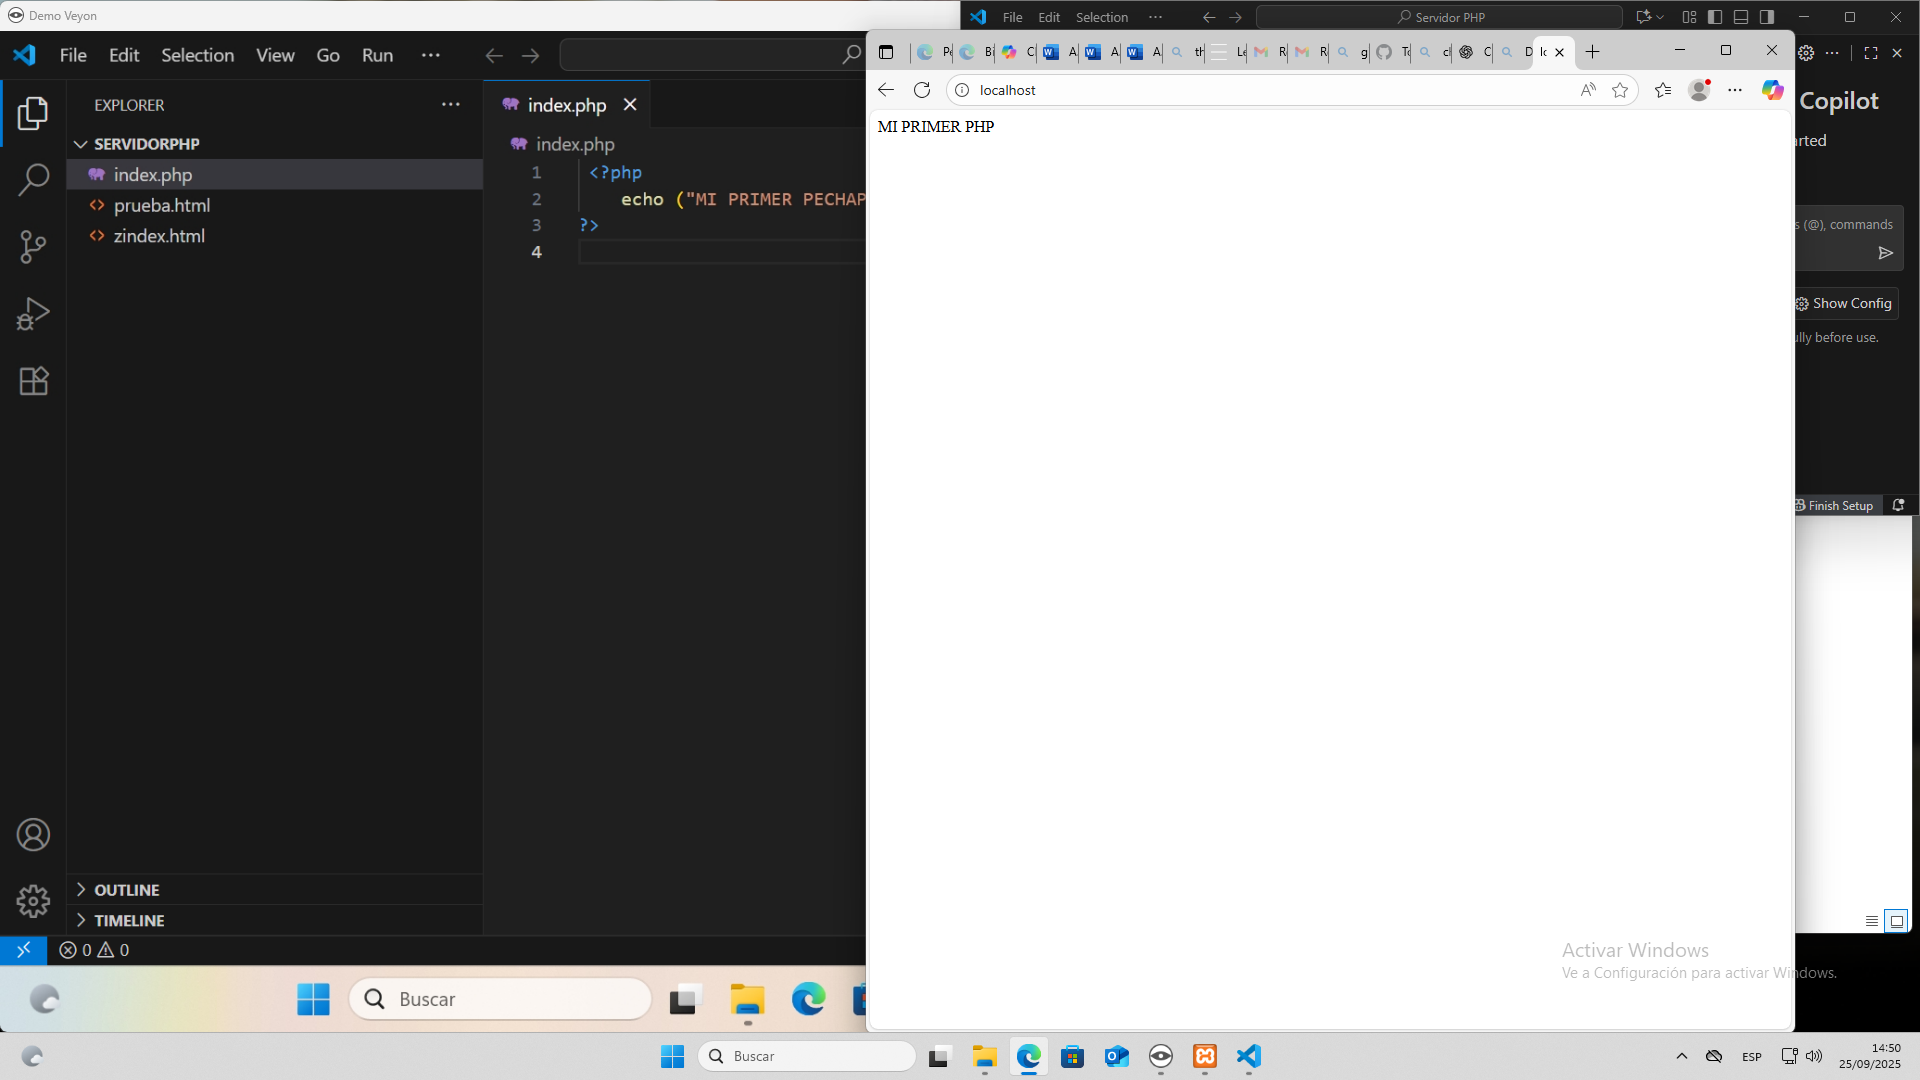 Demo Veyon
File Edit Selection View Go Run
EXPLORER
SERVIDORPHP
index.php
prueba.html
zindex.html
OUTLINE
TIMELINE
0 0
index.php
index.php
1 <?php
2 echo ("MI PRIMER PECHAP
3 ?>
4
Buscar
File Edit Selection
Servidor PHP
localhost
MI PRIMER PHP
Copilot
(@), commands
Show Config
before use.
Finish Setup
Activar Windows
Ve a Configuración para activar Windows.
Buscar
ESP
14:50
25/09/2025